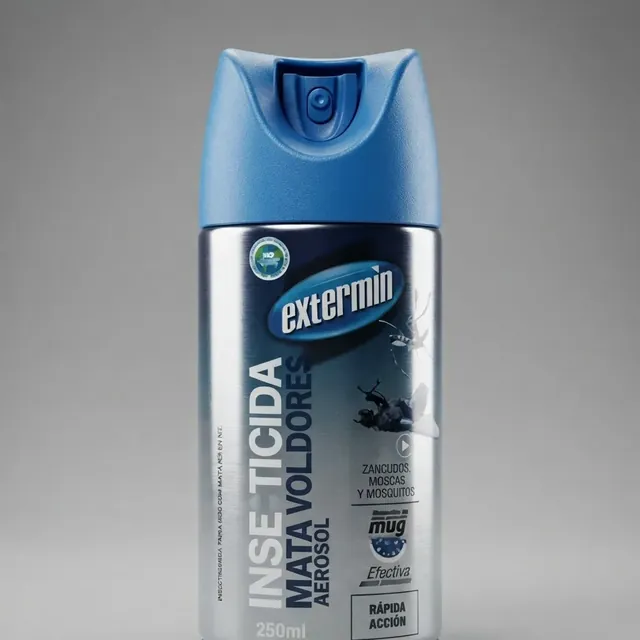 extermin
INSE TICIDA
MATA VOLDORES
AEROSOL
250ml
ZANCUDOS,
MOSCAS
Y MOSQUITOS
mug
Efectiva
RÁPIDA
ACCIÓN